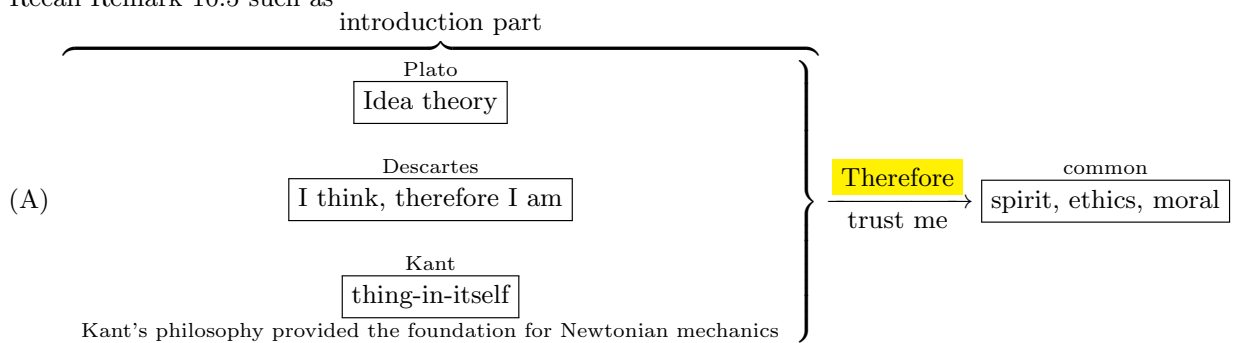 Recall Remark 10.5 such as
introduction part
Plato
Idea theory
Descartes
(A)
I think, therefore I am
Kant
thing-in-itself
Kant's philosophy provided the foundation for Newtonian mechanics
Therefore
trust me
common
spirit, ethics, moral